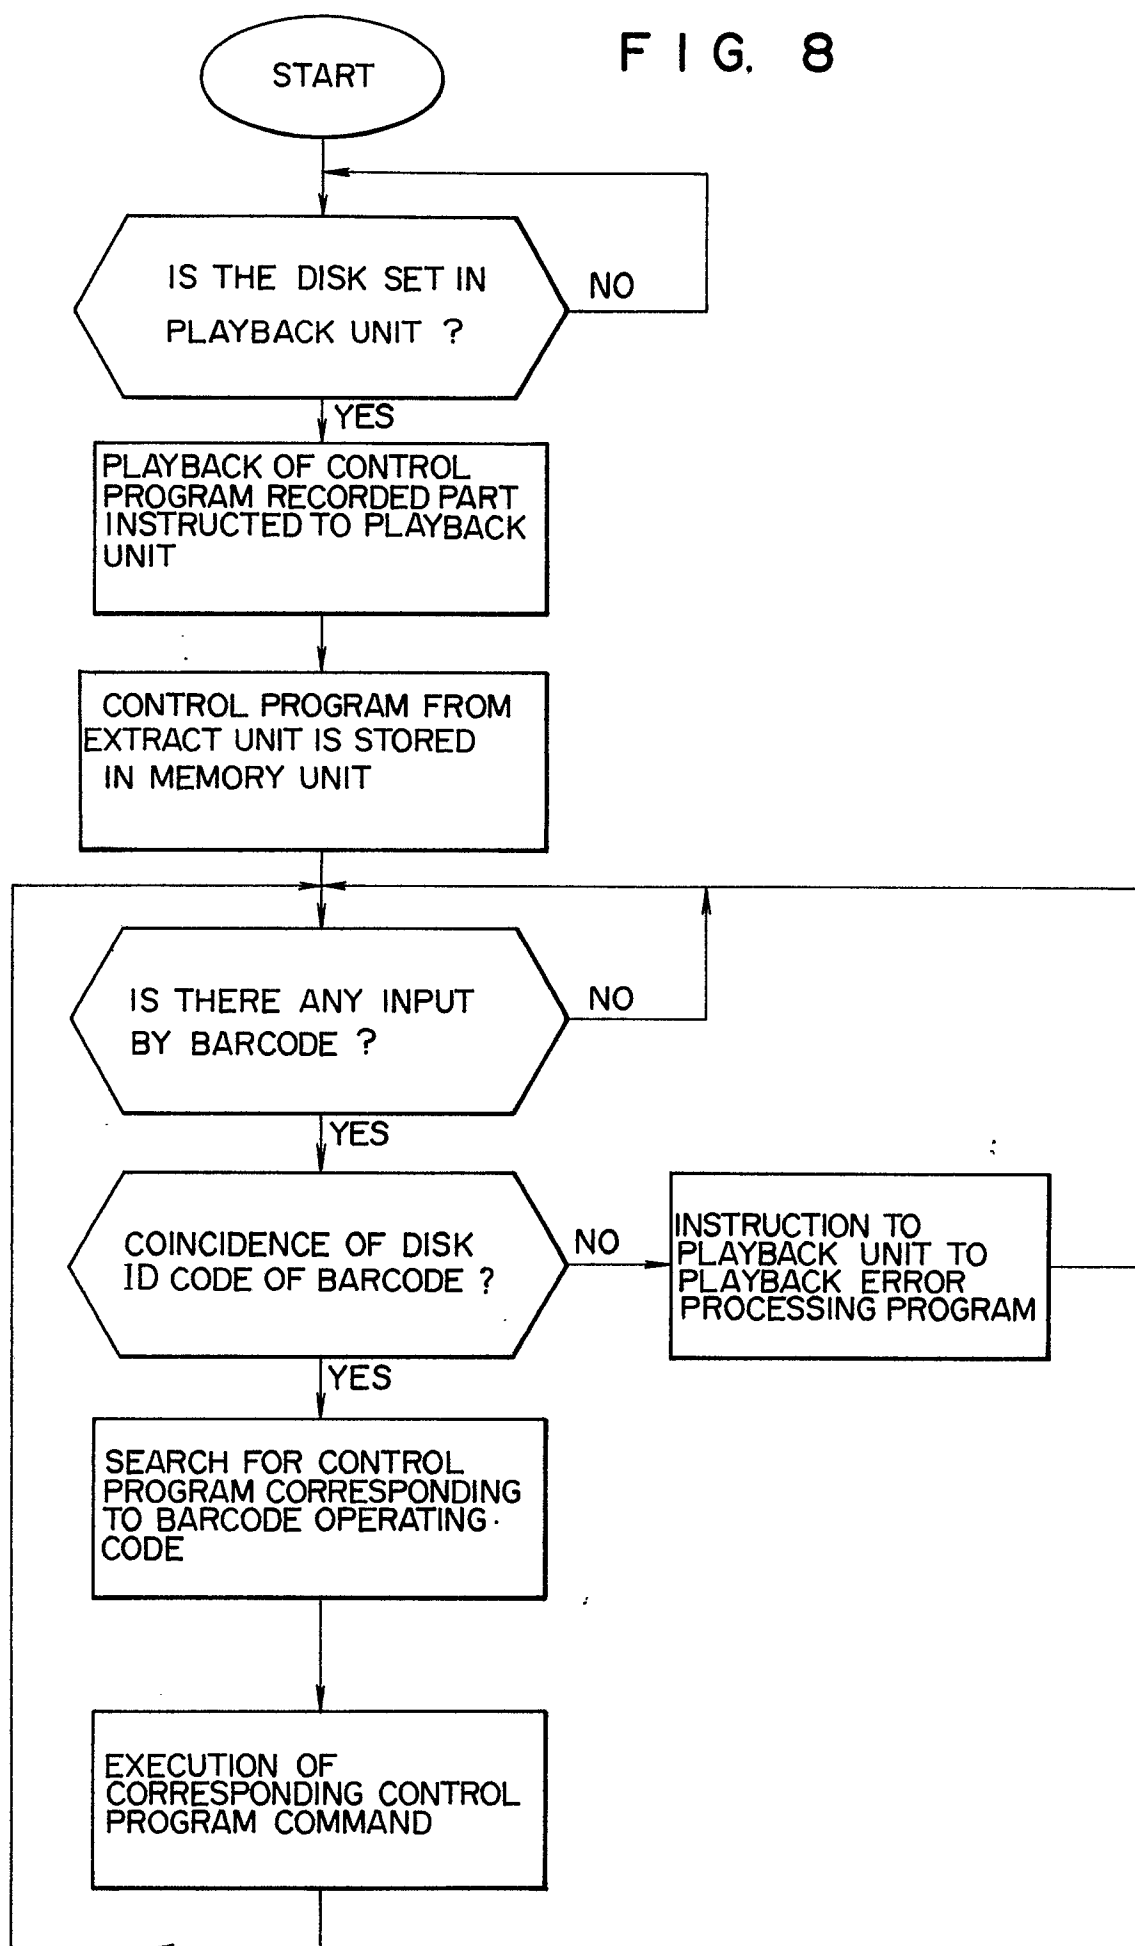 FIG. 8
START
IS THE DISK SET IN
PLAYBACK UNIT ?
NO
YES
PLAYBACK OF CONTROL
PROGRAM RECORDED PART
INSTRUCTED TO PLAYBACK
UNIT
CONTROL PROGRAM FROM
EXTRACT UNIT IS STORED
IN MEMORY UNIT
IS THERE ANY INPUT
BY BARCODE ?
NO
YES
COINCIDENCE OF DISK
ID CODE OF BARCODE ?
NO
INSTRUCTION TO
PLAYBACK UNIT TO
PLAYBACK ERROR
PROCESSING PROGRAM
YES
SEARCH FOR CONTROL
PROGRAM CORRESPONDING
TO BARCODE OPERATING
CODE
EXECUTION OF
CORRESPONDING CONTROL
PROGRAM COMMAND